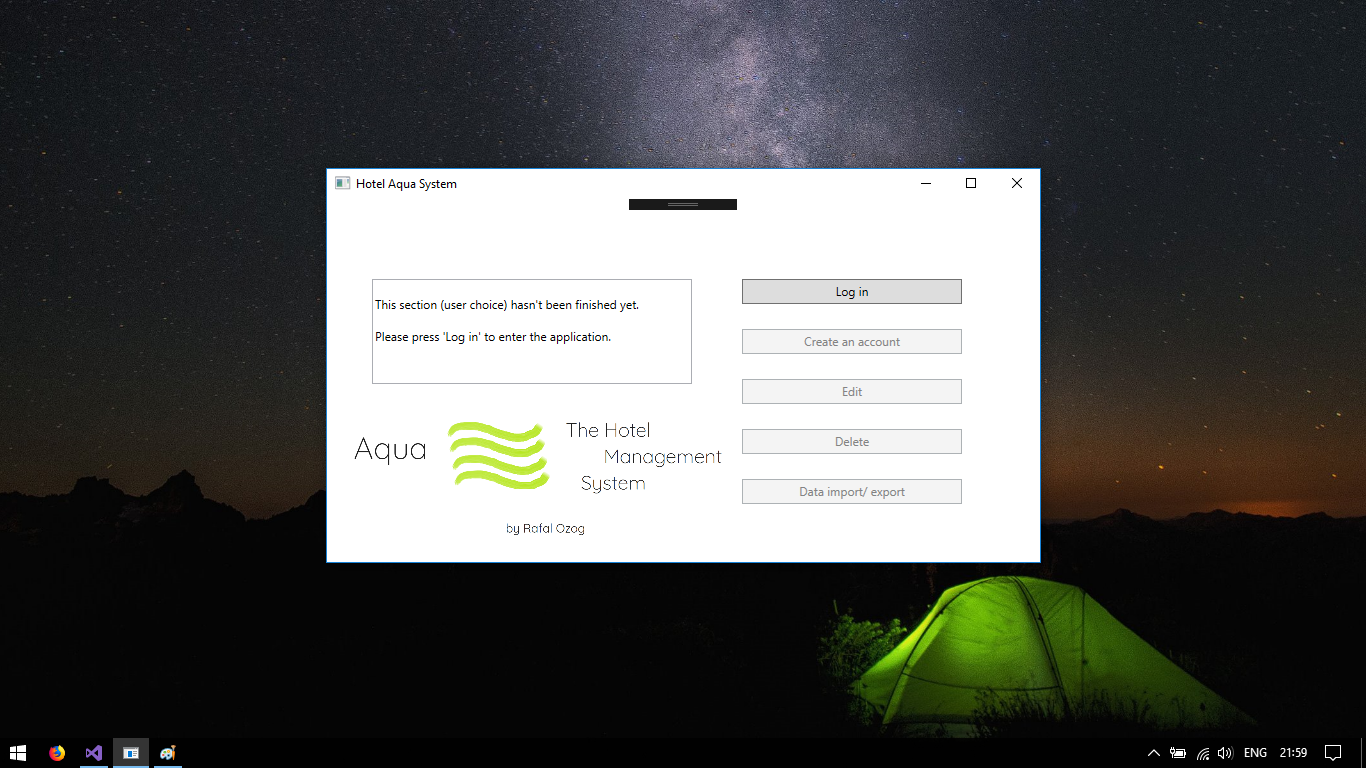 Hotel Aqua System
This section (user choice) hasn't been finished yet.
Please press 'Log in' to enter the application.
Log in
Create an account
Edit
Delete
Data import/ export
Aqua
The Hotel
Management
System
by Rafal Ozog
ENG
21:59